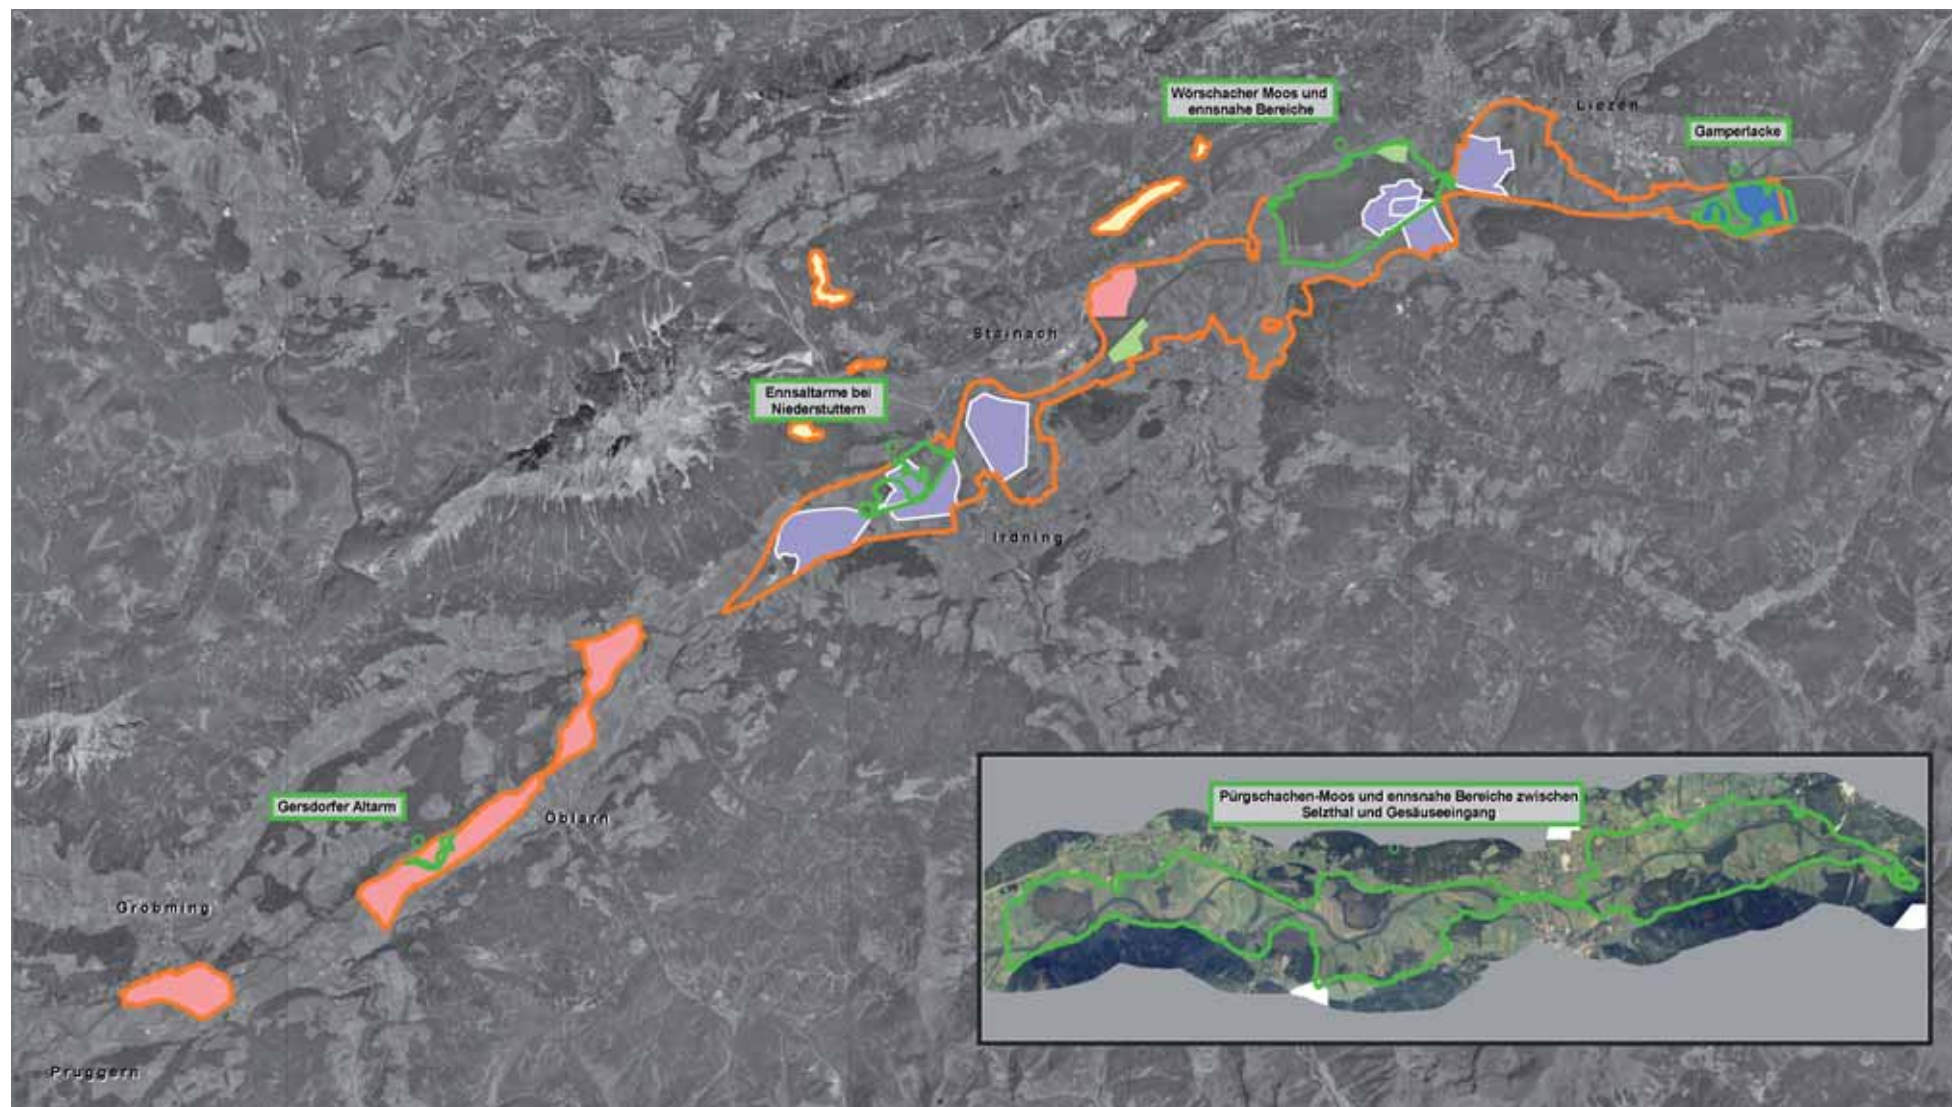 Wörschacher Moos und
ennsnahe Bereiche
Liezen
Gamperlacke
Stainach
Ennsaltarme bei
Niederstuttern
Irdning
Gersdorfer Altarm
Öblarn
Gröbming
Pruggern
Pürgschachen-Moos und ennsnahe Bereiche zwischen
Selzthal und Gesäuseeingang